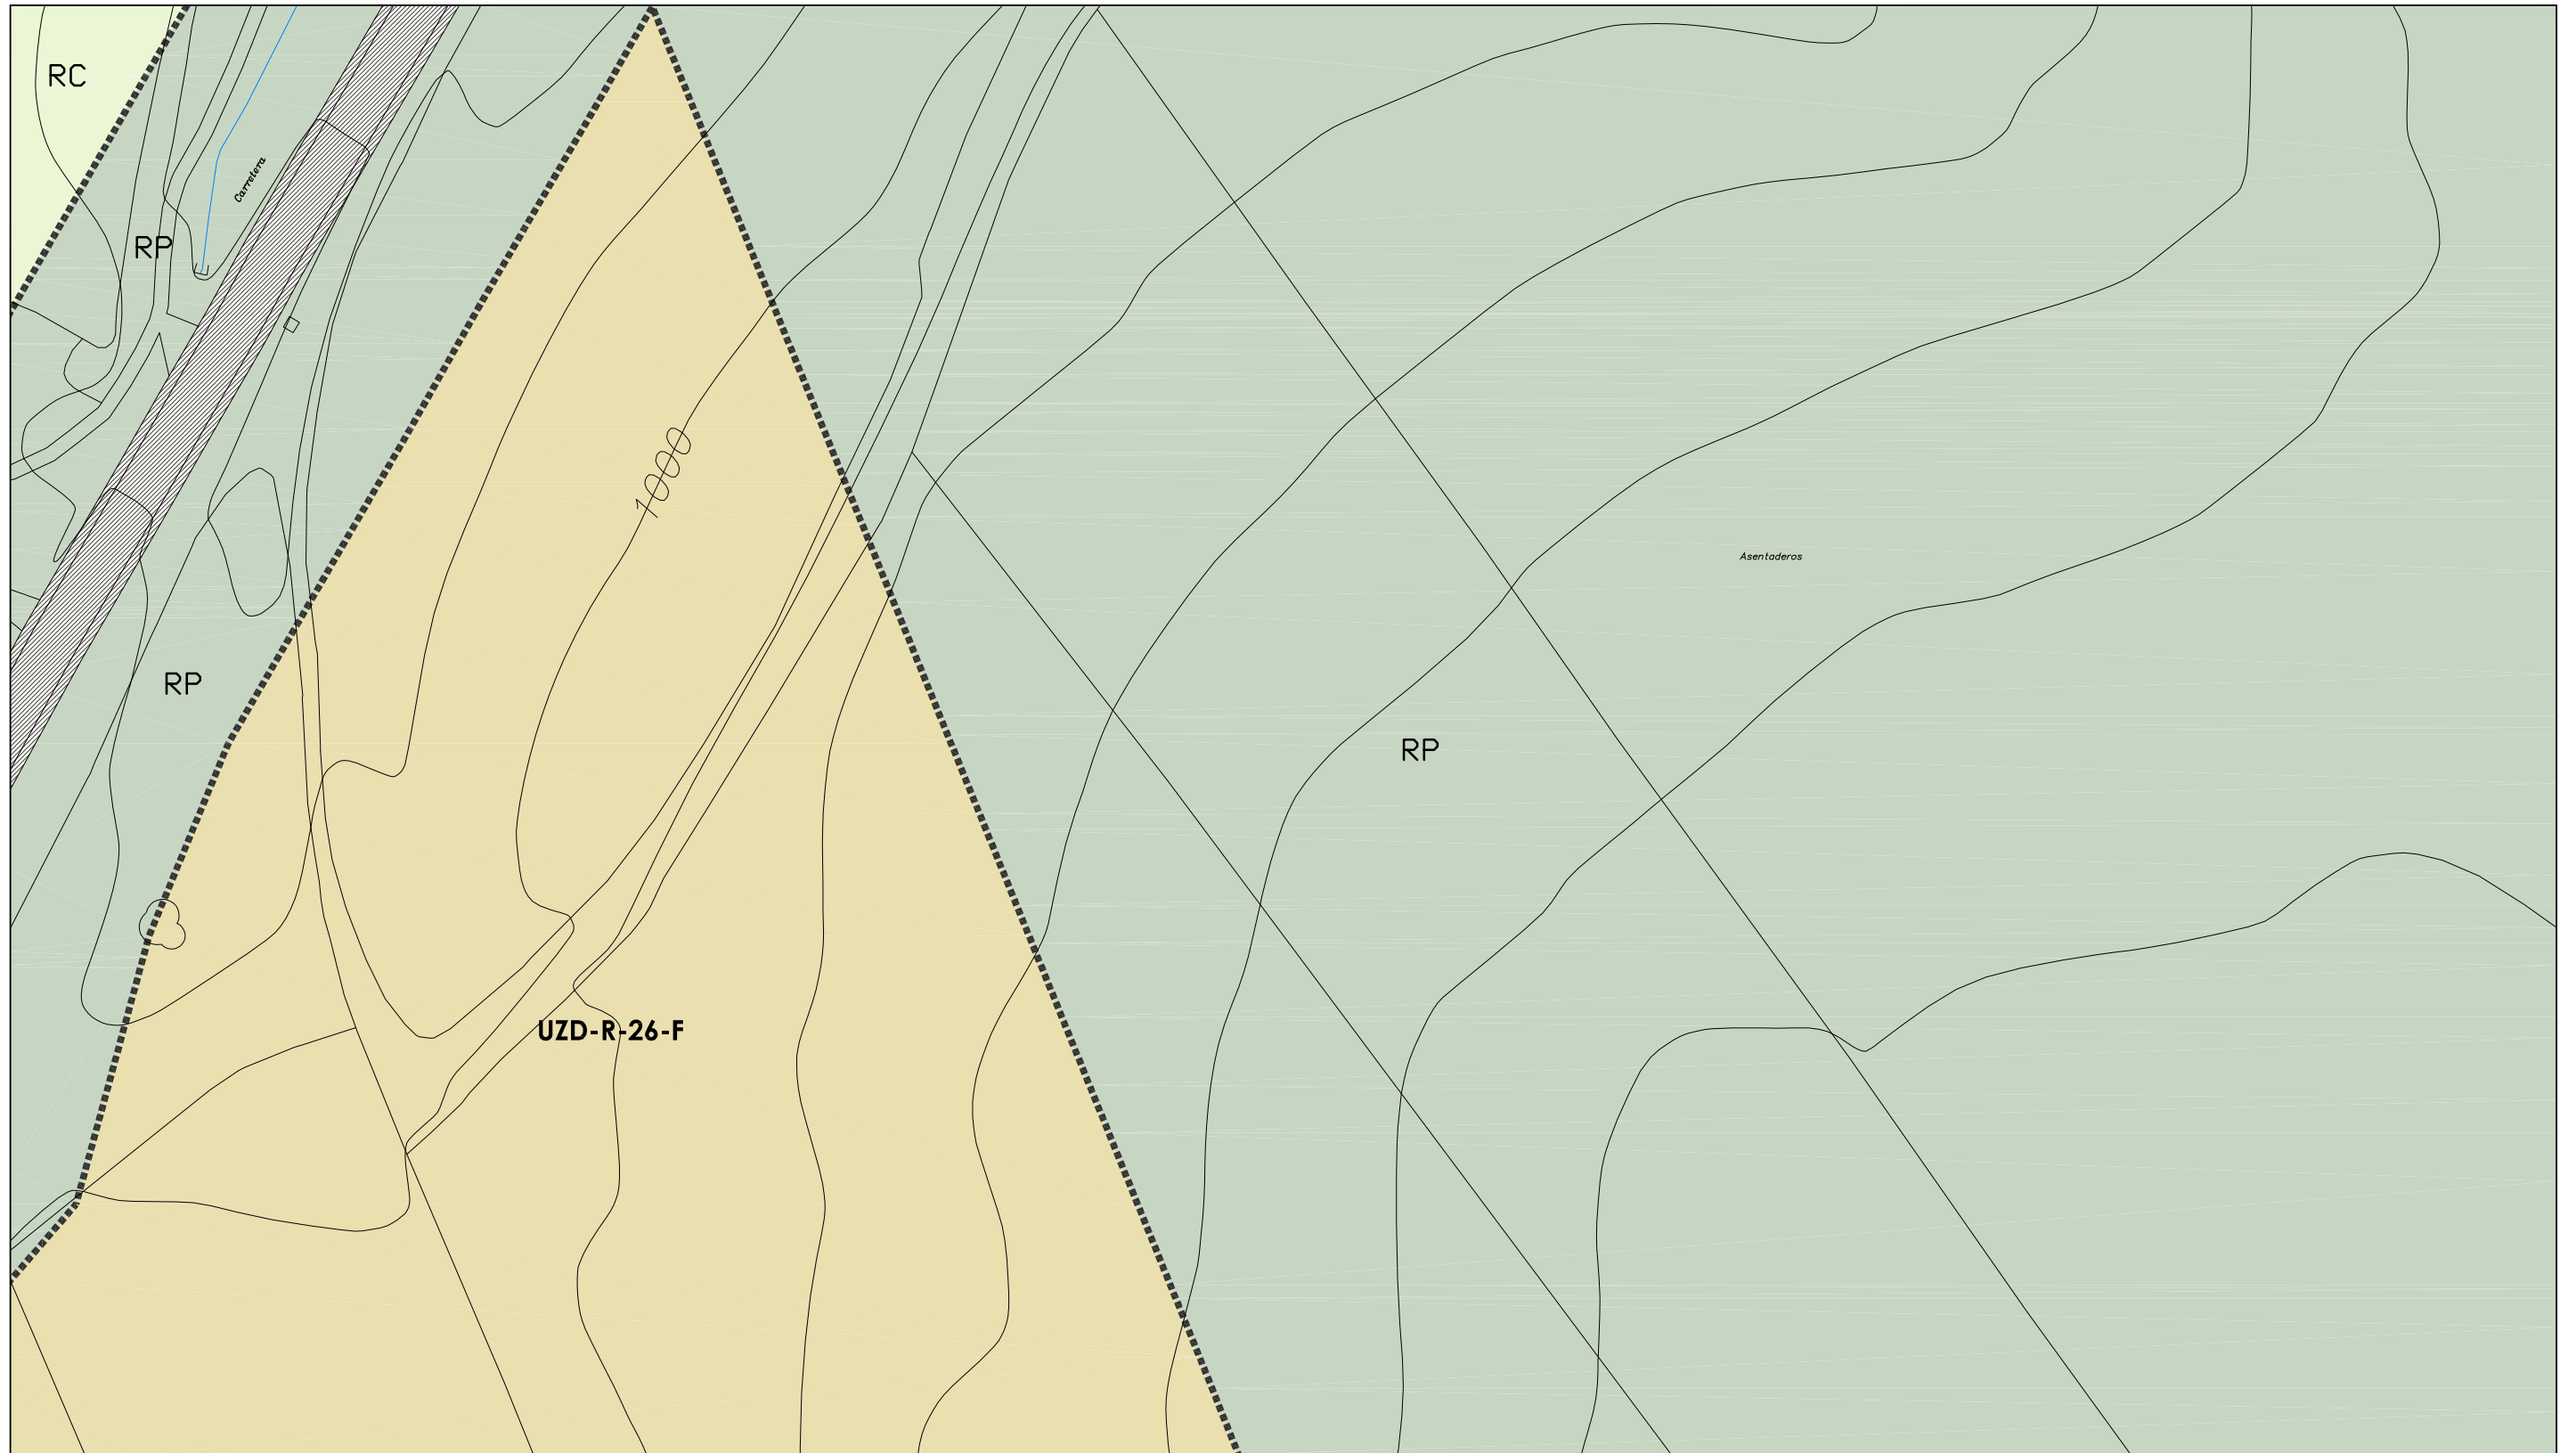 RC
Carretera
RP
1000
Asentaderos
RP
RP
UZD-R-26-F